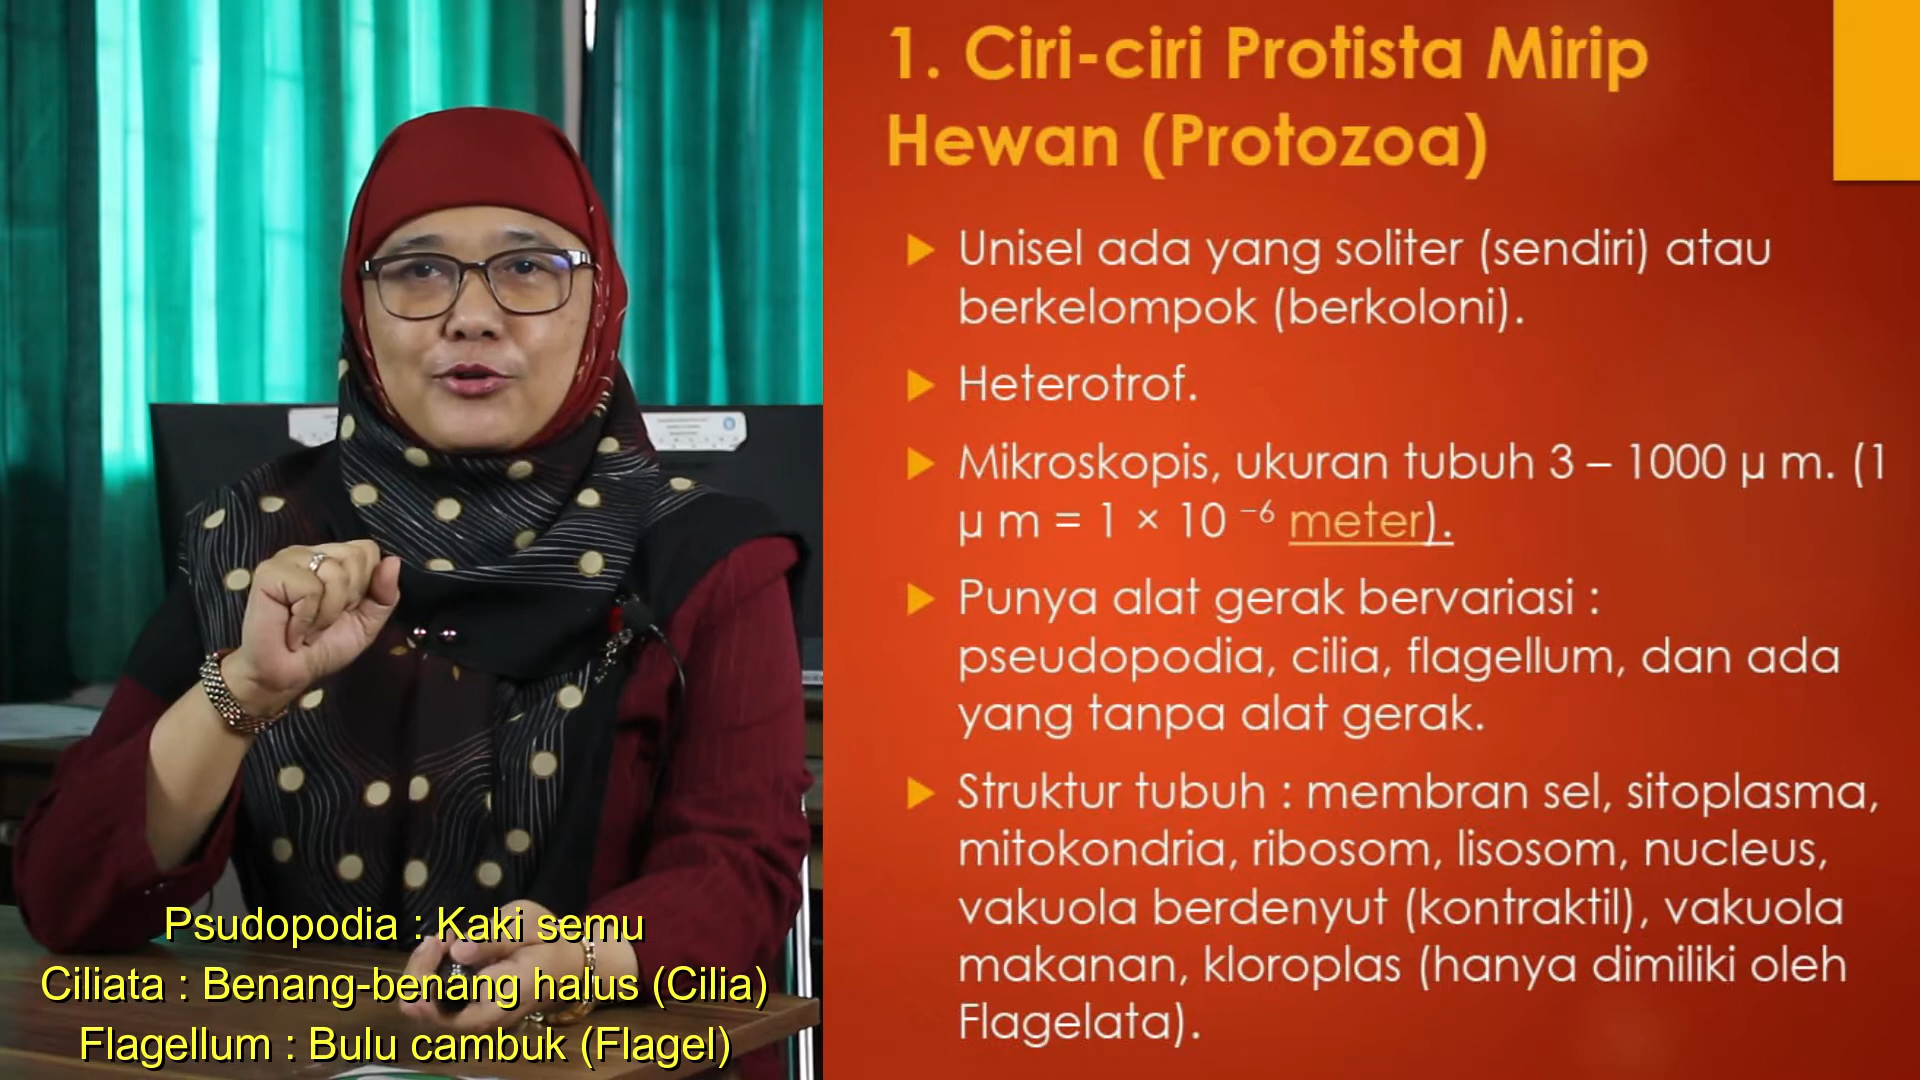 1. Ciri-ciri Protista Mirip
Hewan (Protozoa)
Unisel ada yang soliter (sendiri) atau
berkelompok (berkoloni).
Heterotrof.
Mikroskopis, ukuran tubuh 3 – 1000 µ m. (1
µ m = 1 × 10 ⁻⁶ meter).
Punya alat gerak bervariasi :
pseudopodia, cilia, flagellum, dan ada
yang tanpa alat gerak.
Struktur tubuh : membran sel, sitoplasma,
mitokondria, ribosom, lisosom, nucleus,
vakuola berdenyut (kontraktil), vakuola
makanan, kloroplas (hanya dimiliki oleh
Flagelata).
Psudopodia : Kaki semu
Ciliata : Benang-benang halus (Cilia)
Flagellum : Bulu cambuk (Flagel)